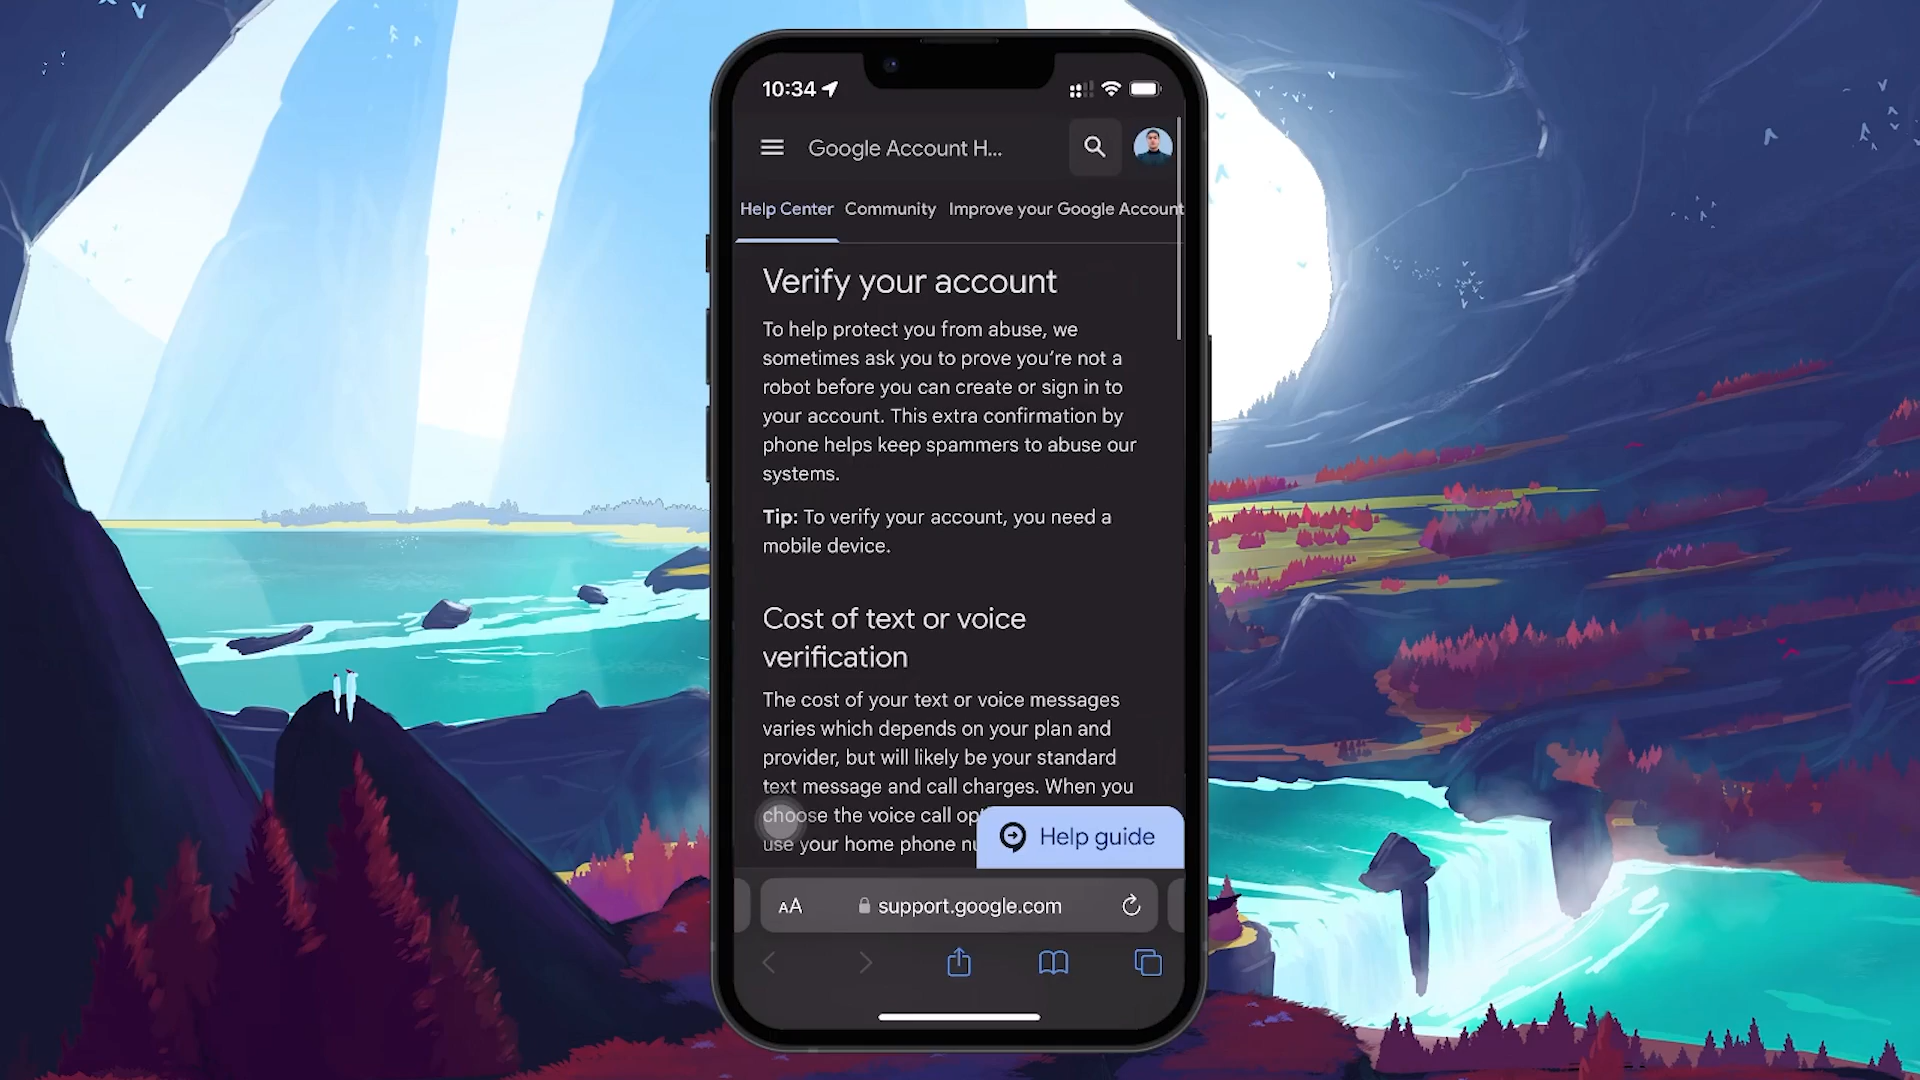 10:34
Google Account H...
Help Center Community Improve your Google Account
Verify your account
To help protect you from abuse, we
sometimes ask you to prove you’re not a
robot before you can create or sign in to
your account. This extra confirmation by
phone helps keep spammers to abuse our
systems.
Tip: To verify your account, you need a
mobile device.
Cost of text or voice
verification
The cost of your text or voice messages
varies which depends on your plan and
provider, but will likely be your standard
text message and call charges. When you
choose the voice call
use your home phone
Help guide
AA support.google.com